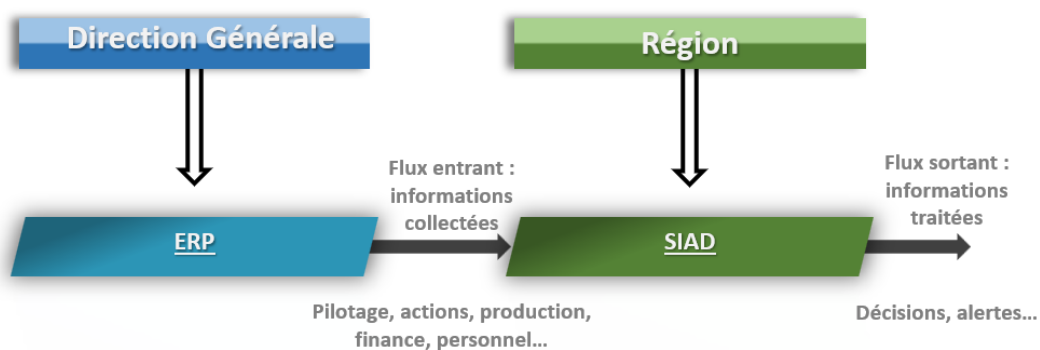 Direction Générale
Région
Flux entrant :
informations
collectées
Flux sortant :
informations
traitées
ERP
SIAD
Pilotage, actions, production,
finance, personnel...
Décisions, alertes...